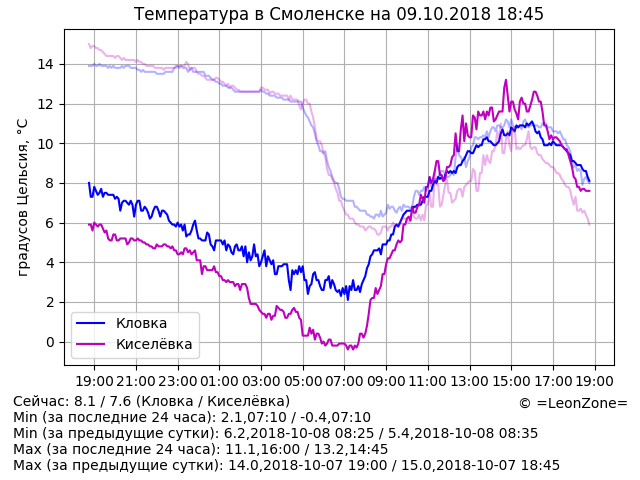 Температура в Смоленске на 09.10.2018 18:45
градусов Цельсия, °C
14
12
10
8
6
4
2
0
Кловка
Киселёвка
19:00 21:00 23:00 01:00 03:00 05:00 07:00 09:00 11:00 13:00 15:00 17:00 19:00
Сейчас: 8.1 / 7.6 (Кловка / Киселёвка)
© =LeonZone=
Min (за последние 24 часа): 2.1,07:10 / -0.4,07:10
Min (за предыдущие сутки): 6.2,2018-10-08 08:25 / 5.4,2018-10-08 08:35
Max (за последние 24 часа): 11.1,16:00 / 13.2,14:45
Max (за предыдущие сутки): 14.0,2018-10-07 19:00 / 15.0,2018-10-07 18:45